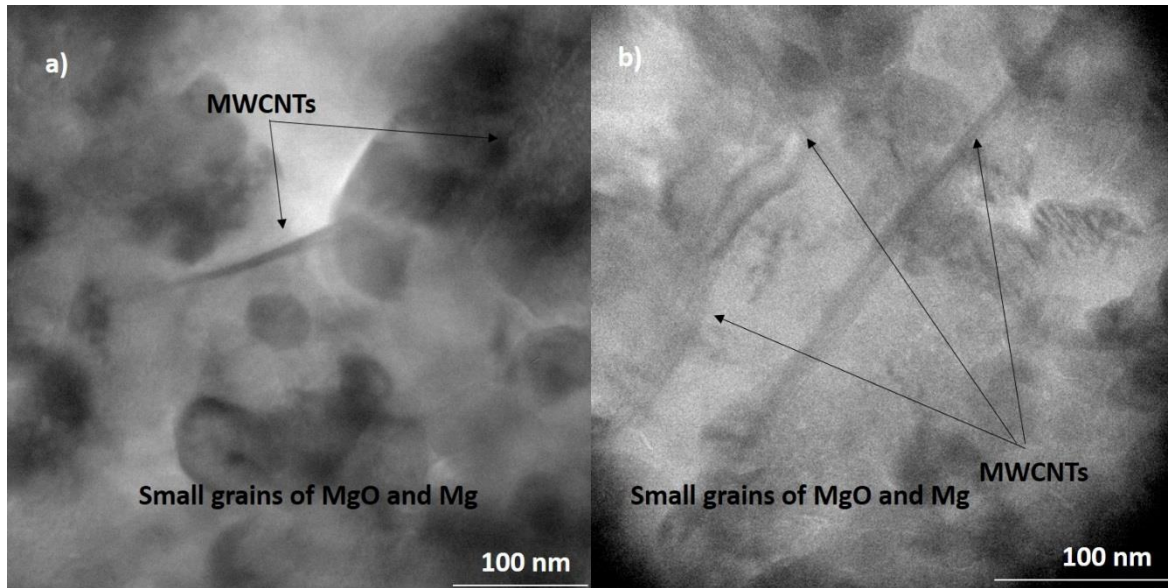 a)
MWCNTs
Small grains of MgO and Mg
100 nm
b)
MWCNTs
Small grains of MgO and Mg
100 nm